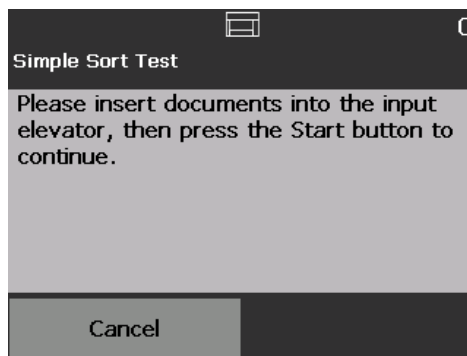 Simple Sort Test
Please insert documents into the input
elevator, then press the Start button to
continue.
Cancel